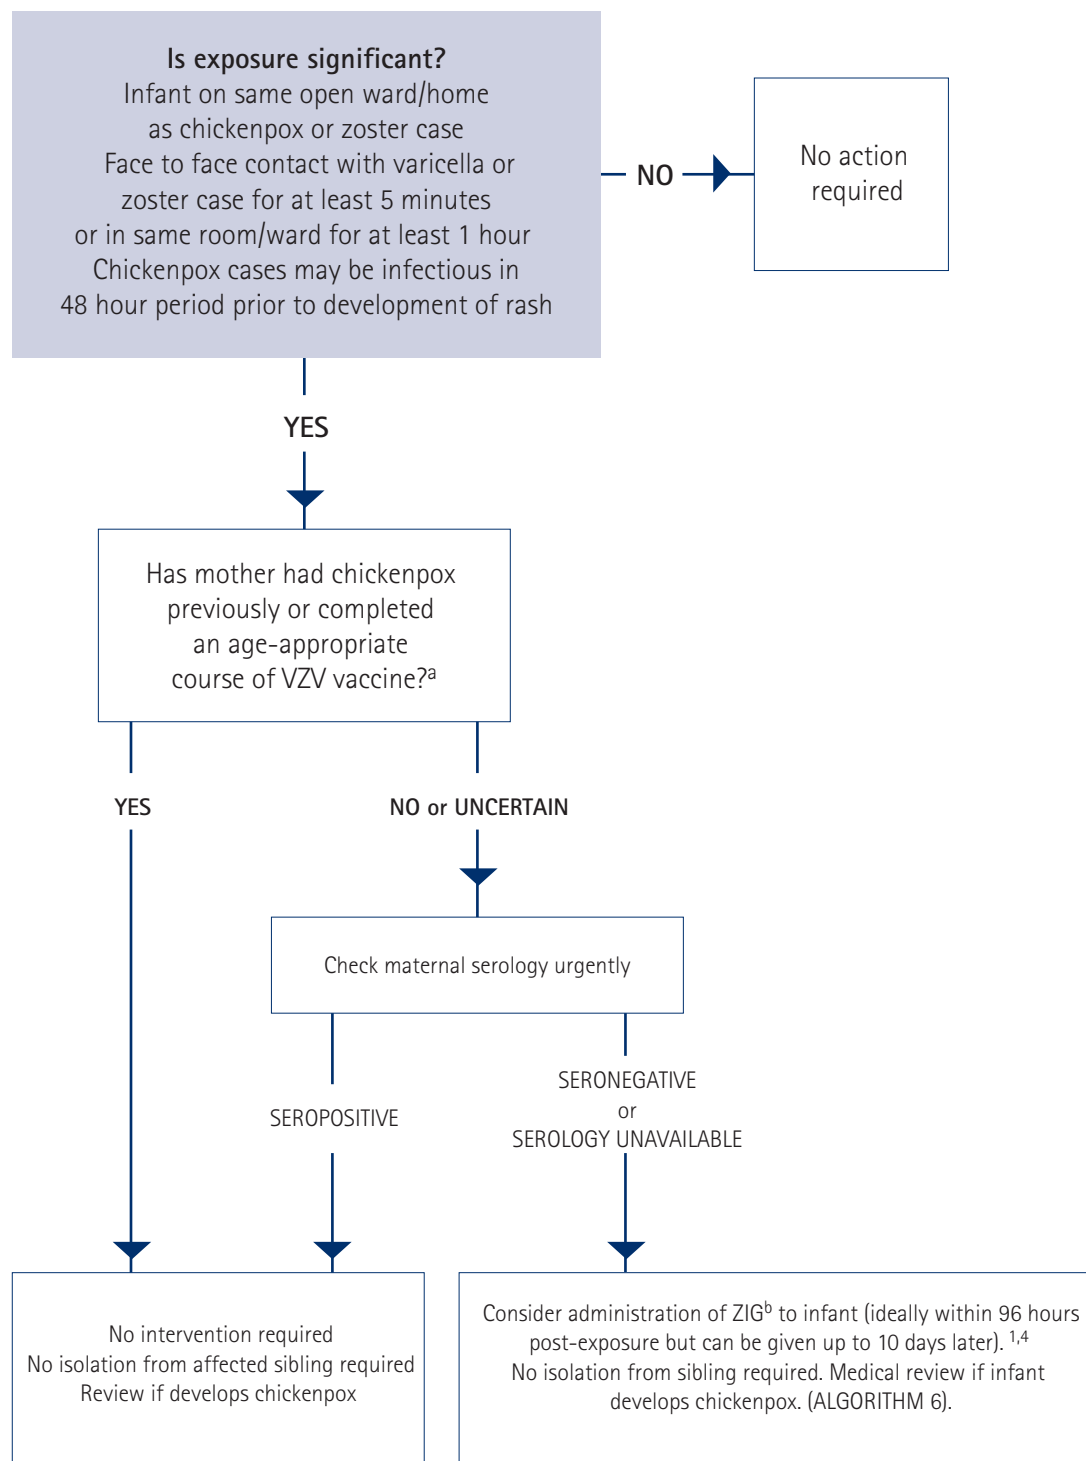 Is exposure significant?
Infant on same open ward/home
as chickenpox or zoster case
Face to face contact with varicella or
zoster case for at least 5 minutes
or in same room/ward for at least 1 hour
Chickenpox cases may be infectious in
48 hour period prior to development of rash
NO
No action
required
YES
Has mother had chickenpox
previously or completed
an age-appropriate
course of VZV vaccine?ᵃ
YES
NO or UNCERTAIN
Check maternal serology urgently
SEROPOSITIVE
SERONEGATIVE
or
SEROLOGY UNAVAILABLE
No intervention required
No isolation from affected sibling required
Review if develops chickenpox
Consider administration of ZIGᵇ to infant (ideally within 96 hours
post-exposure but can be given up to 10 days later). ¹,⁴
No isolation from sibling required. Medical review if infant
develops chickenpox. (ALGORITHM 6).